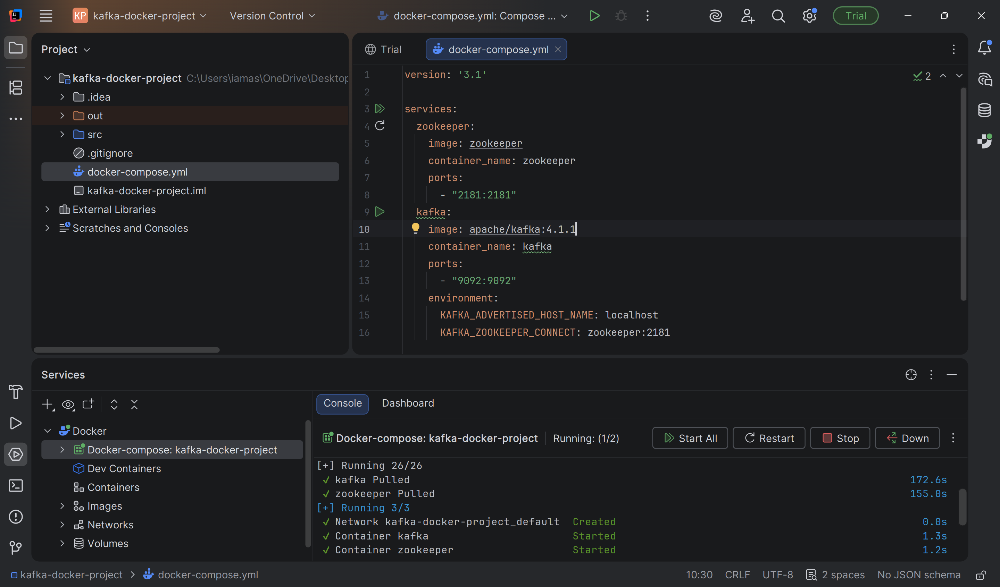 KP kafka-docker-project Version Control docker-compose.yml: Compose ... Trial
Project
kafka-docker-project C:\Users\iamas\OneDrive\Desktop
.idea
out
src
.gitignore
docker-compose.yml
kafka-docker-project.iml
External Libraries
Scratches and Consoles
Trial docker-compose.yml
2
1 version: '3.1'
2
3 services:
4 zookeeper:
5 image: zookeeper
6 container_name: zookeeper
7 ports:
8 - "2181:2181"
9 kafka:
10 image: apache/kafka:4.1.1
11 container_name: kafka
12 ports:
13 - "9092:9092"
14 environment:
15 KAFKA_ADVERTISED_HOST_NAME: localhost
16 KAFKA_ZOOKEEPER_CONNECT: zookeeper:2181
Services
Docker
Docker-compose: kafka-docker-project
Dev Containers
Containers
Images
Networks
Volumes
Console Dashboard
Docker-compose: kafka-docker-project Running: (1/2) Start All Restart Stop Down
[+] Running 26/26
✓ kafka Pulled 172.6s
✓ zookeeper Pulled 155.0s
[+] Running 3/3
✓ Network kafka-docker-project_default Created 0.0s
✓ Container kafka Started 1.3s
✓ Container zookeeper Started 1.2s
kafka-docker-project > docker-compose.yml 10:30 CRLF UTF-8 2 spaces No JSON schema